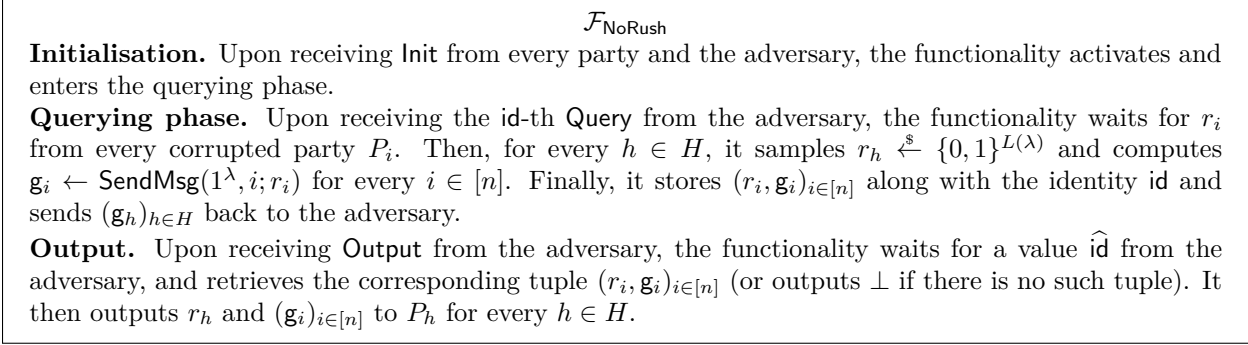 𝓕_NoRush
Initialisation. Upon receiving Init from every party and the adversary, the functionality activates and
enters the querying phase.
Querying phase. Upon receiving the id-th Query from the adversary, the functionality waits for r_i
from every corrupted party P_i. Then, for every h ∈ H, it samples r_h ←$ {0, 1}^{L(λ)} and computes
g_i ← SendMsg(1^λ, i; r_i) for every i ∈ [n]. Finally, it stores (r_i, g_i)_{i∈[n]} along with the identity id and
sends (g_h)_{h∈H} back to the adversary.
Output. Upon receiving Output from the adversary, the functionality waits for a value \widehat{id} from the
adversary, and retrieves the corresponding tuple (r_i, g_i)_{i∈[n]} (or outputs ⊥ if there is no such tuple). It
then outputs r_h and (g_i)_{i∈[n]} to P_h for every h ∈ H.